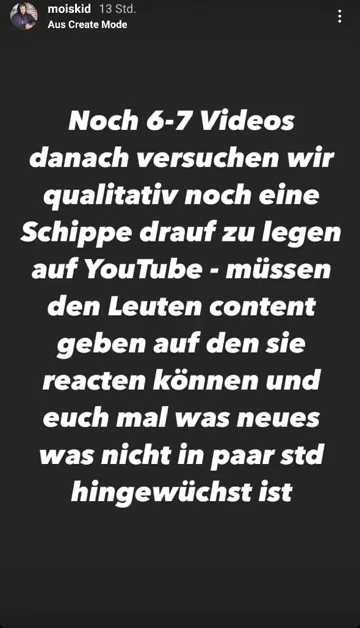 moiskid 13 Std.
Aus Create Mode
Noch 6-7 Videos
danach versuchen wir
qualitativ noch eine
Schippe drauf zu legen
auf YouTube - müssen
den Leuten content
geben auf den sie
reacten können und
euch mal was neues
was nicht in paar std
hingewüchst ist